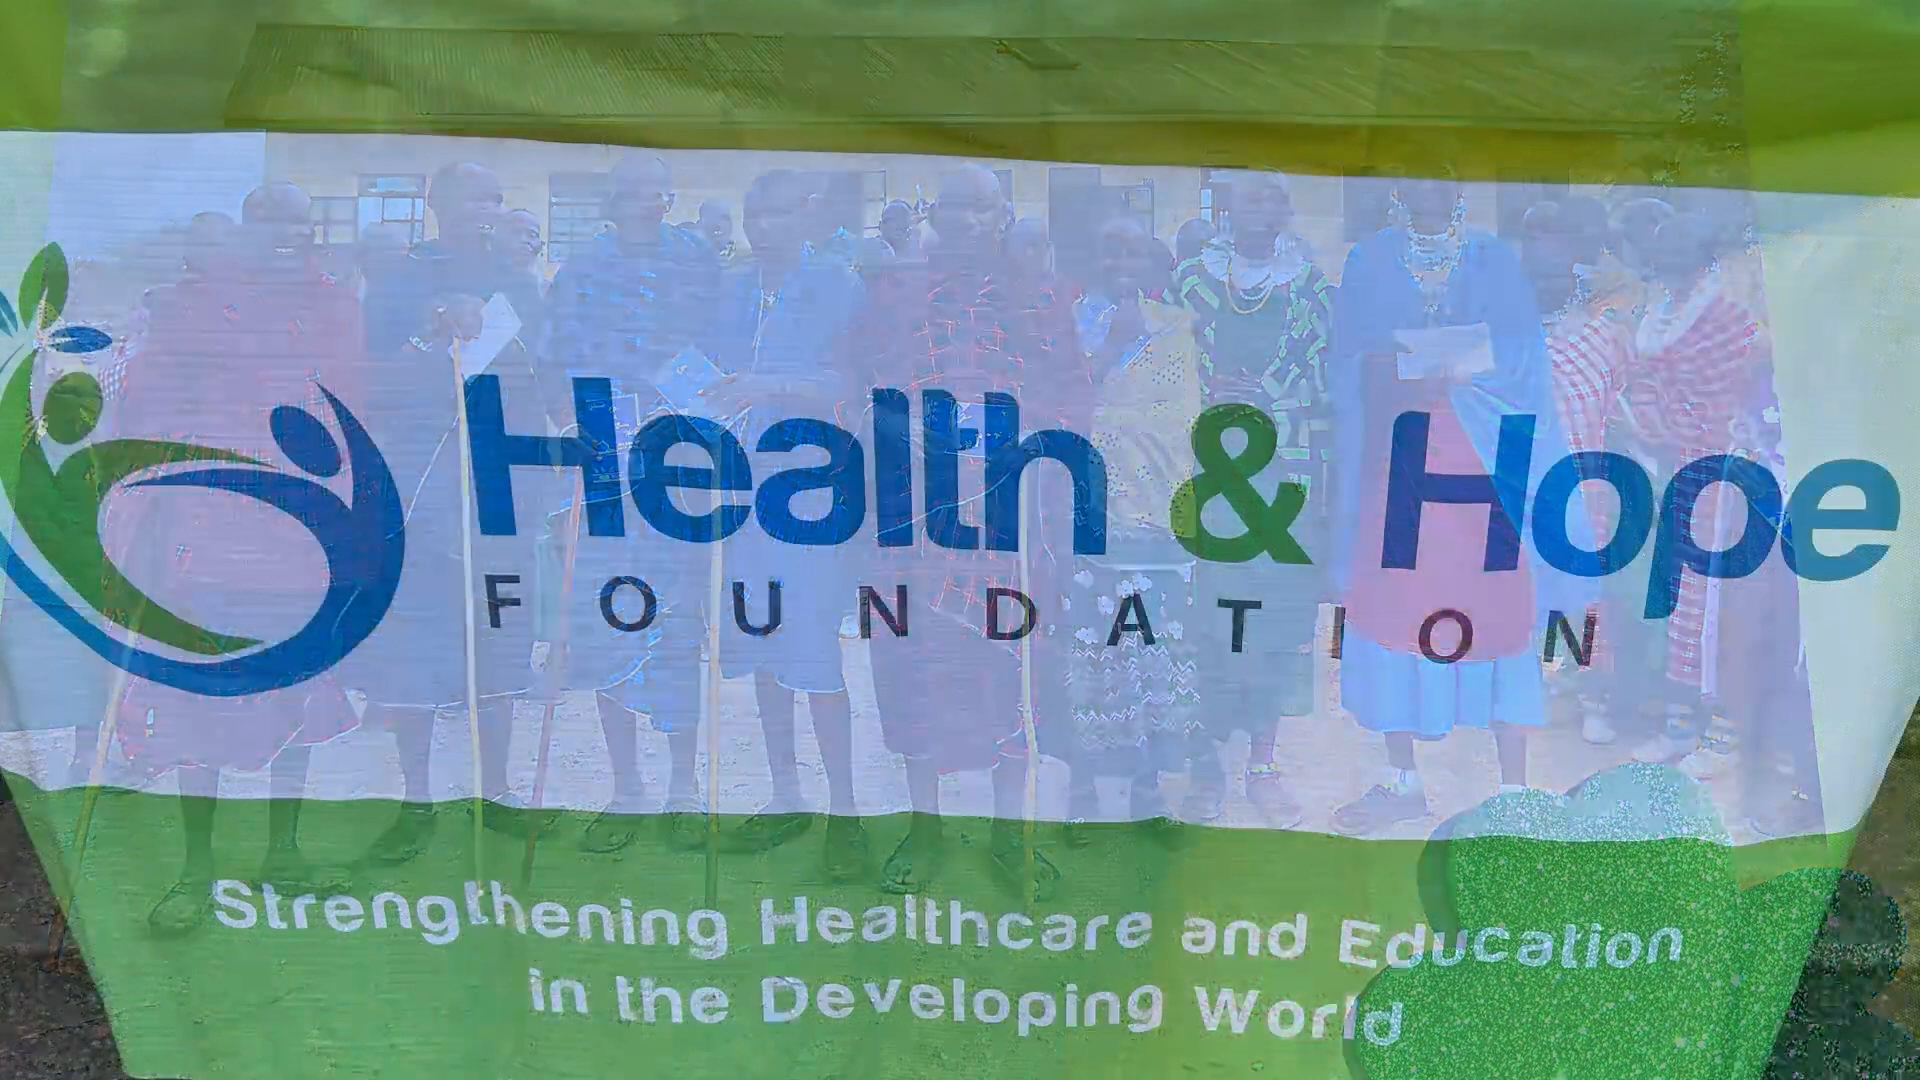 Health & Hope
FOUNDATION
Strengthening Healthcare and Education
in the Developing World